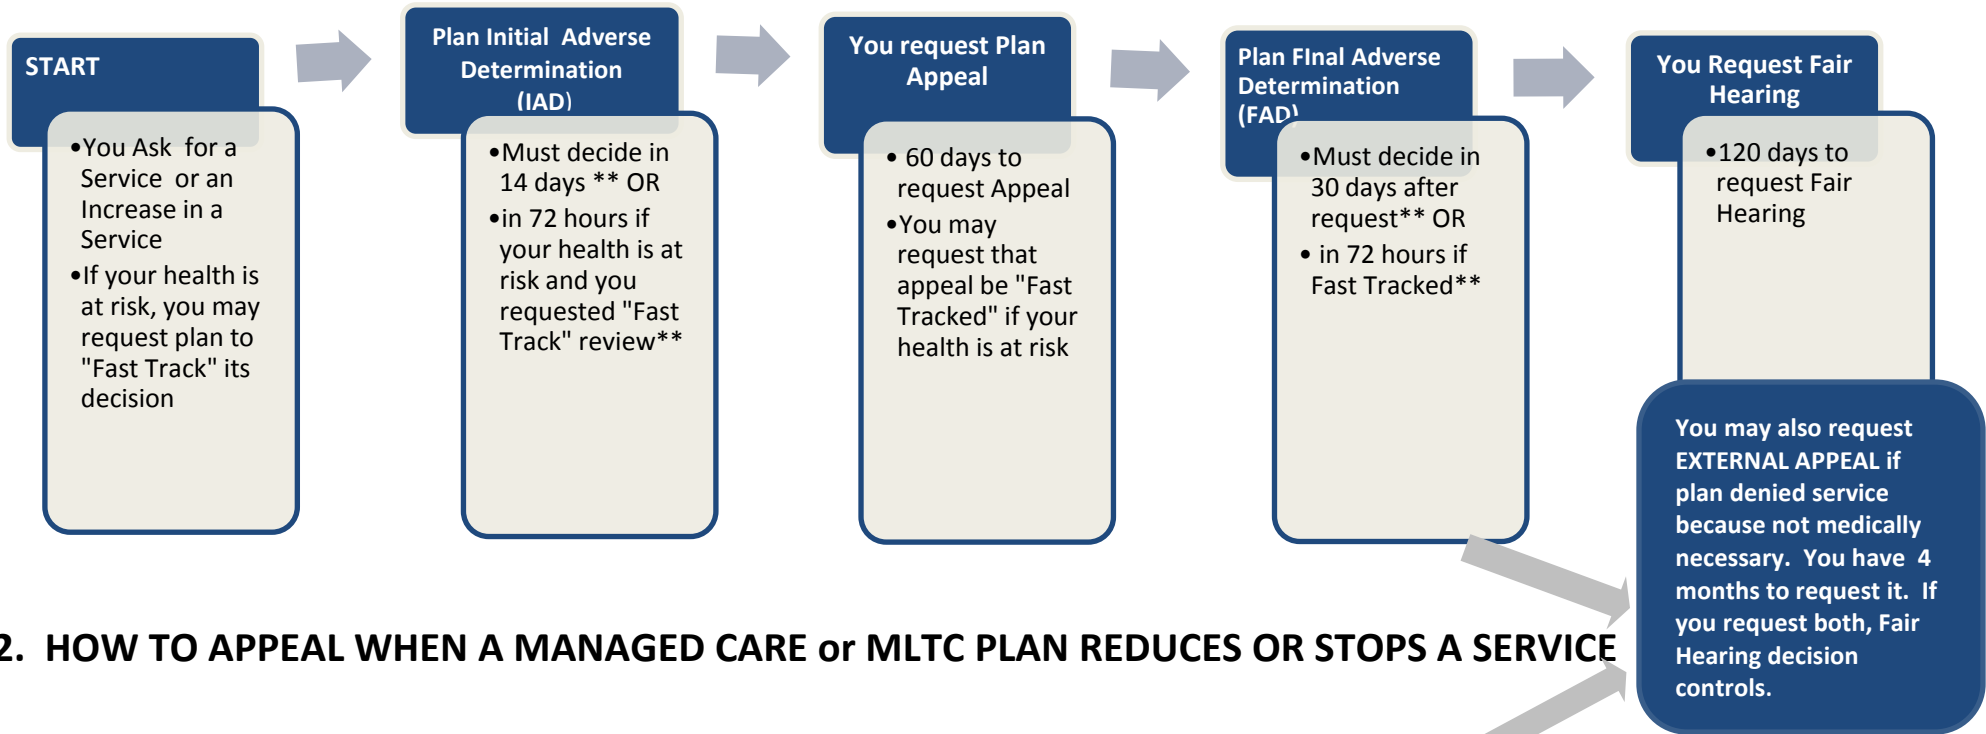 START
•You Ask for a
Service or an
Increase in a
Service
•If your health is
at risk, you may
request plan to
"Fast Track" its
decision
Plan Initial Adverse
Determination
(IAD)
•Must decide in
14 days ** OR
•in 72 hours if
your health is at
risk and you
requested "Fast
Track" review**
You request Plan
Appeal
• 60 days to
request Appeal
•You may
request that
appeal be "Fast
Tracked" if your
health is at risk
Plan FInal Adverse
Determination
(FAD)
•Must decide in
30 days after
request** OR
• in 72 hours if
Fast Tracked**
You Request Fair
Hearing
•120 days to
request Fair
Hearing
You may also request
EXTERNAL APPEAL if
plan denied service
because not medically
necessary. You have 4
months to request it. If
you request both, Fair
Hearing decision
controls.
2. HOW TO APPEAL WHEN A MANAGED CARE or MLTC PLAN REDUCES OR STOPS A SERVICE